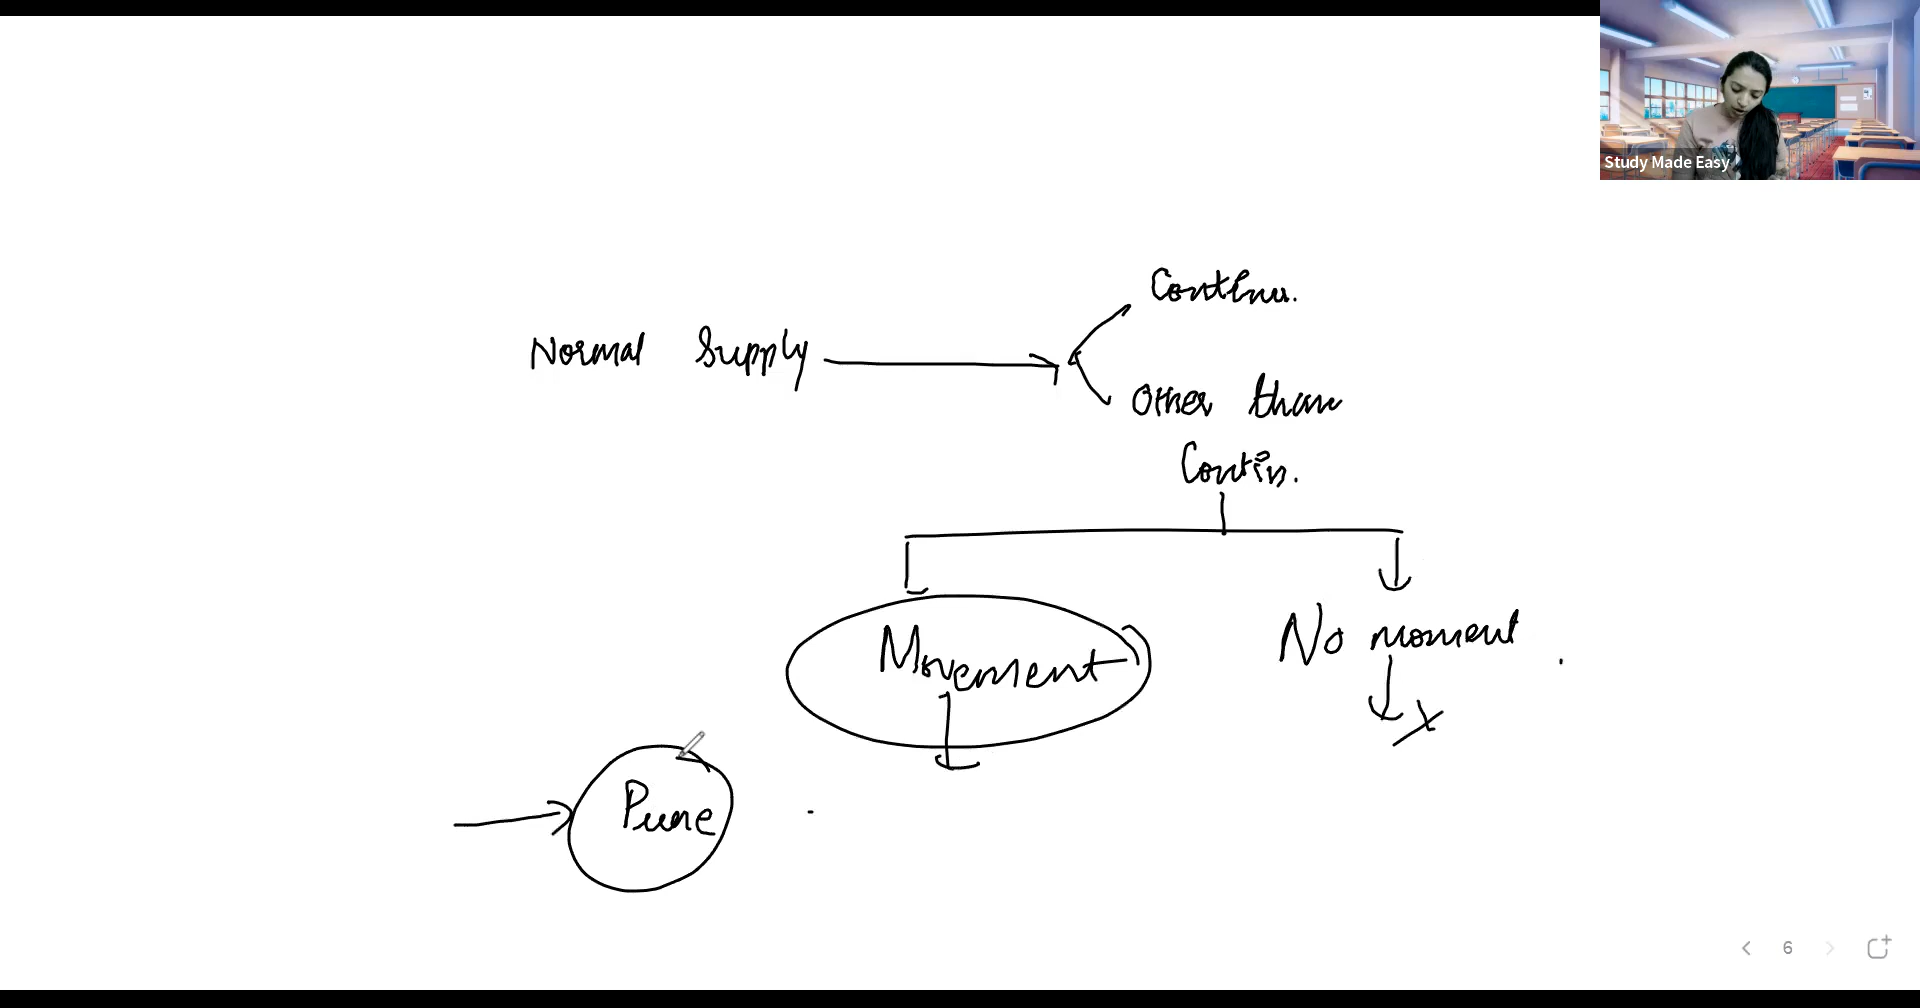 Study Made Easy
Continu.
Normal Supply
Other than
Contin.
Movement
No moment
Pune
6